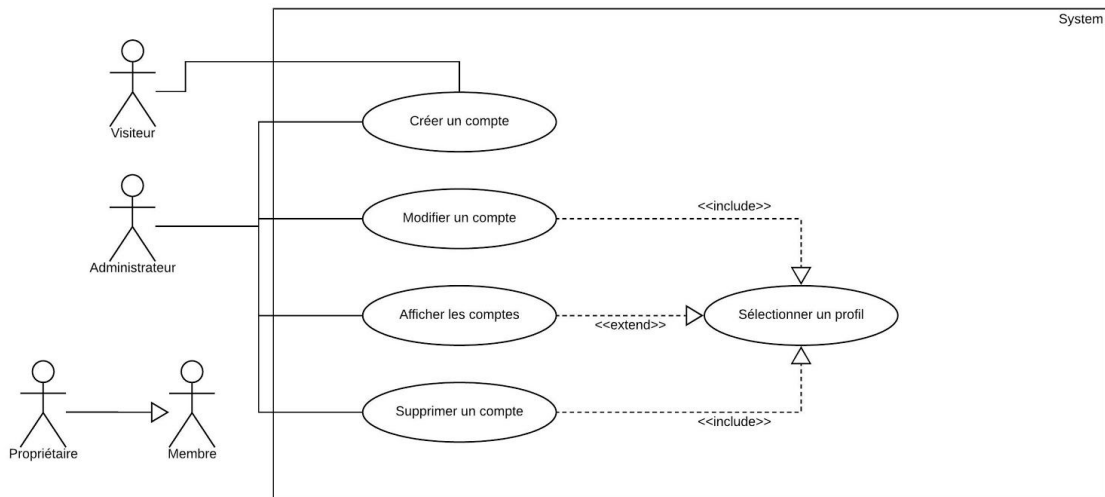 System
Visiteur
Créer un compte
Administrateur
Modifier un compte
<<include>>
Afficher les comptes
<<extend>>
Sélectionner un profil
Supprimer un compte
<<include>>
Propriétaire
Membre